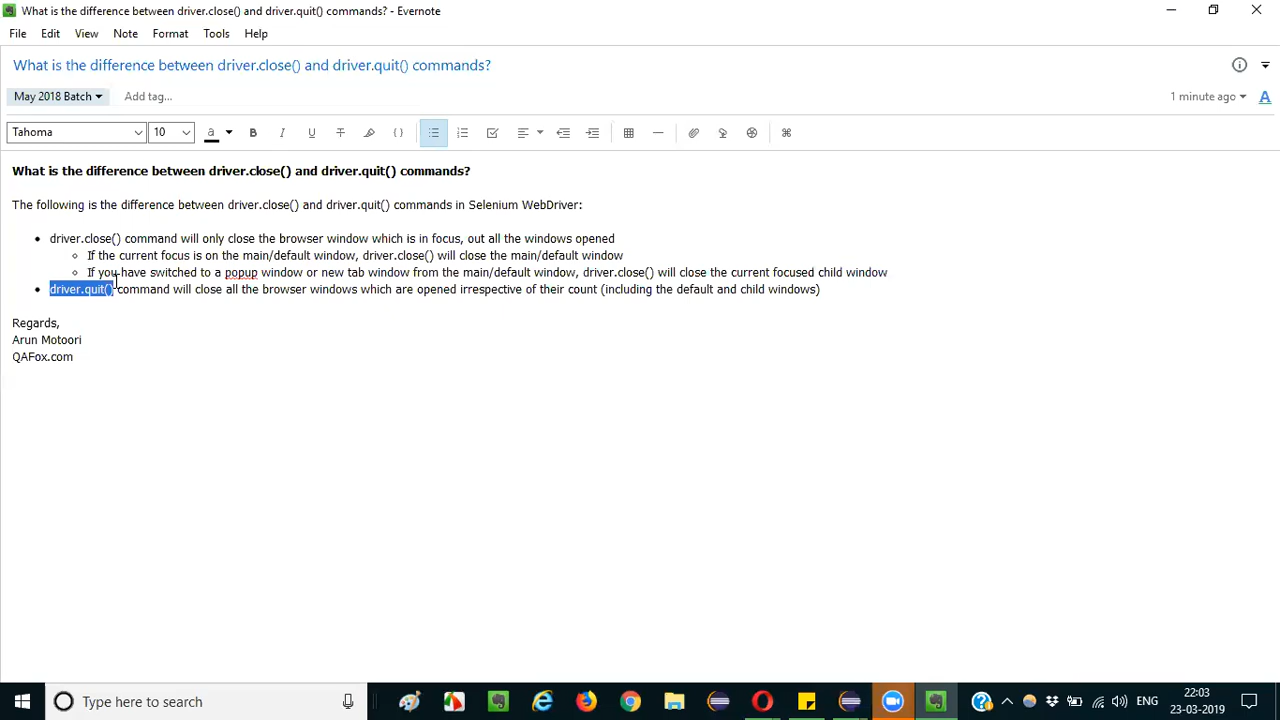 What is the difference between driver.close() and driver.quit() commands? - Evernote
File Edit View Note Format Tools Help
What is the difference between driver.close() and driver.quit() commands?
May 2018 Batch Add tag... 1 minute ago A
Tahoma 10 a B I U T { }
What is the difference between driver.close() and driver.quit() commands?
The following is the difference between driver.close() and driver.quit() commands in Selenium WebDriver:
driver.close() command will only close the browser window which is in focus, out all the windows opened
If the current focus is on the main/default window, driver.close() will close the main/default window
If you have switched to a popup window or new tab window from the main/default window, driver.close() will close the current focused child window
driver.quit() command will close all the browser windows which are opened irrespective of their count (including the default and child windows)
Regards,
Arun Motoori
QAFox.com
Type here to search
ENG
22:03
23-03-2019